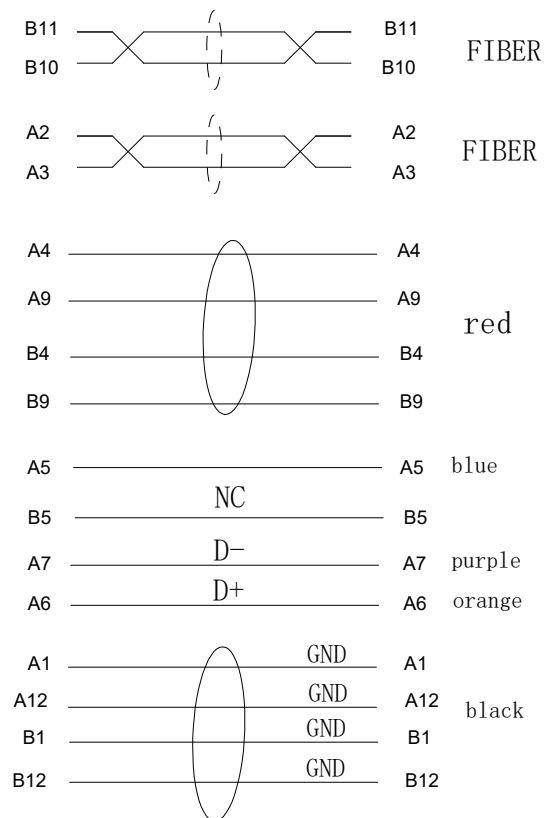 B11 B11
FIBER
B10 B10
A2 A2
FIBER
A3 A3
A4 A4
A9 A9
red
B4 B4
B9 B9
A5 A5 blue
NC
B5 B5
D-
A7 A7 purple
D+
A6 A6 orange
GND
A1 A1
GND
A12 A12 black
GND
B1 B1
GND
B12 B12